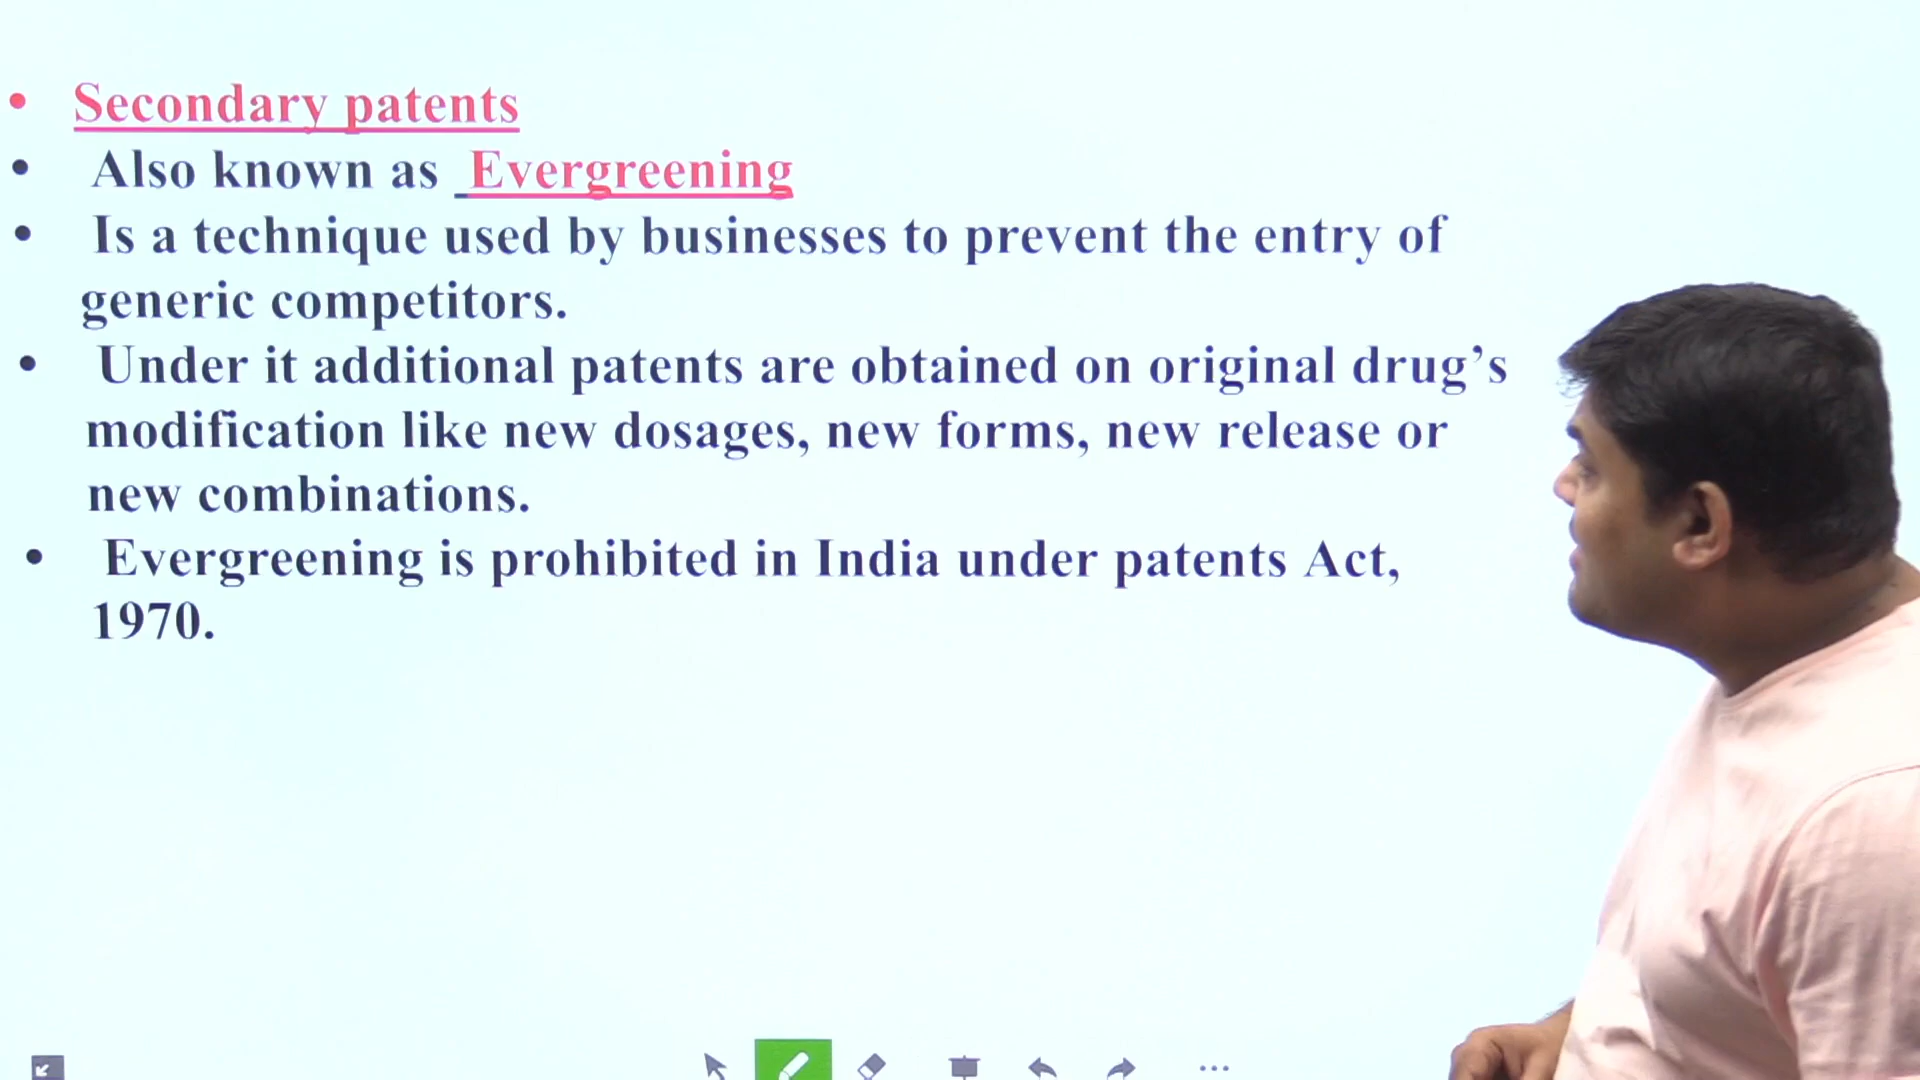 • Secondary patents
• Also known as Evergreening
• Is a technique used by businesses to prevent the entry of
generic competitors.
• Under it additional patents are obtained on original drug’s
modification like new dosages, new forms, new release or
new combinations.
• Evergreening is prohibited in India under patents Act,
1970.